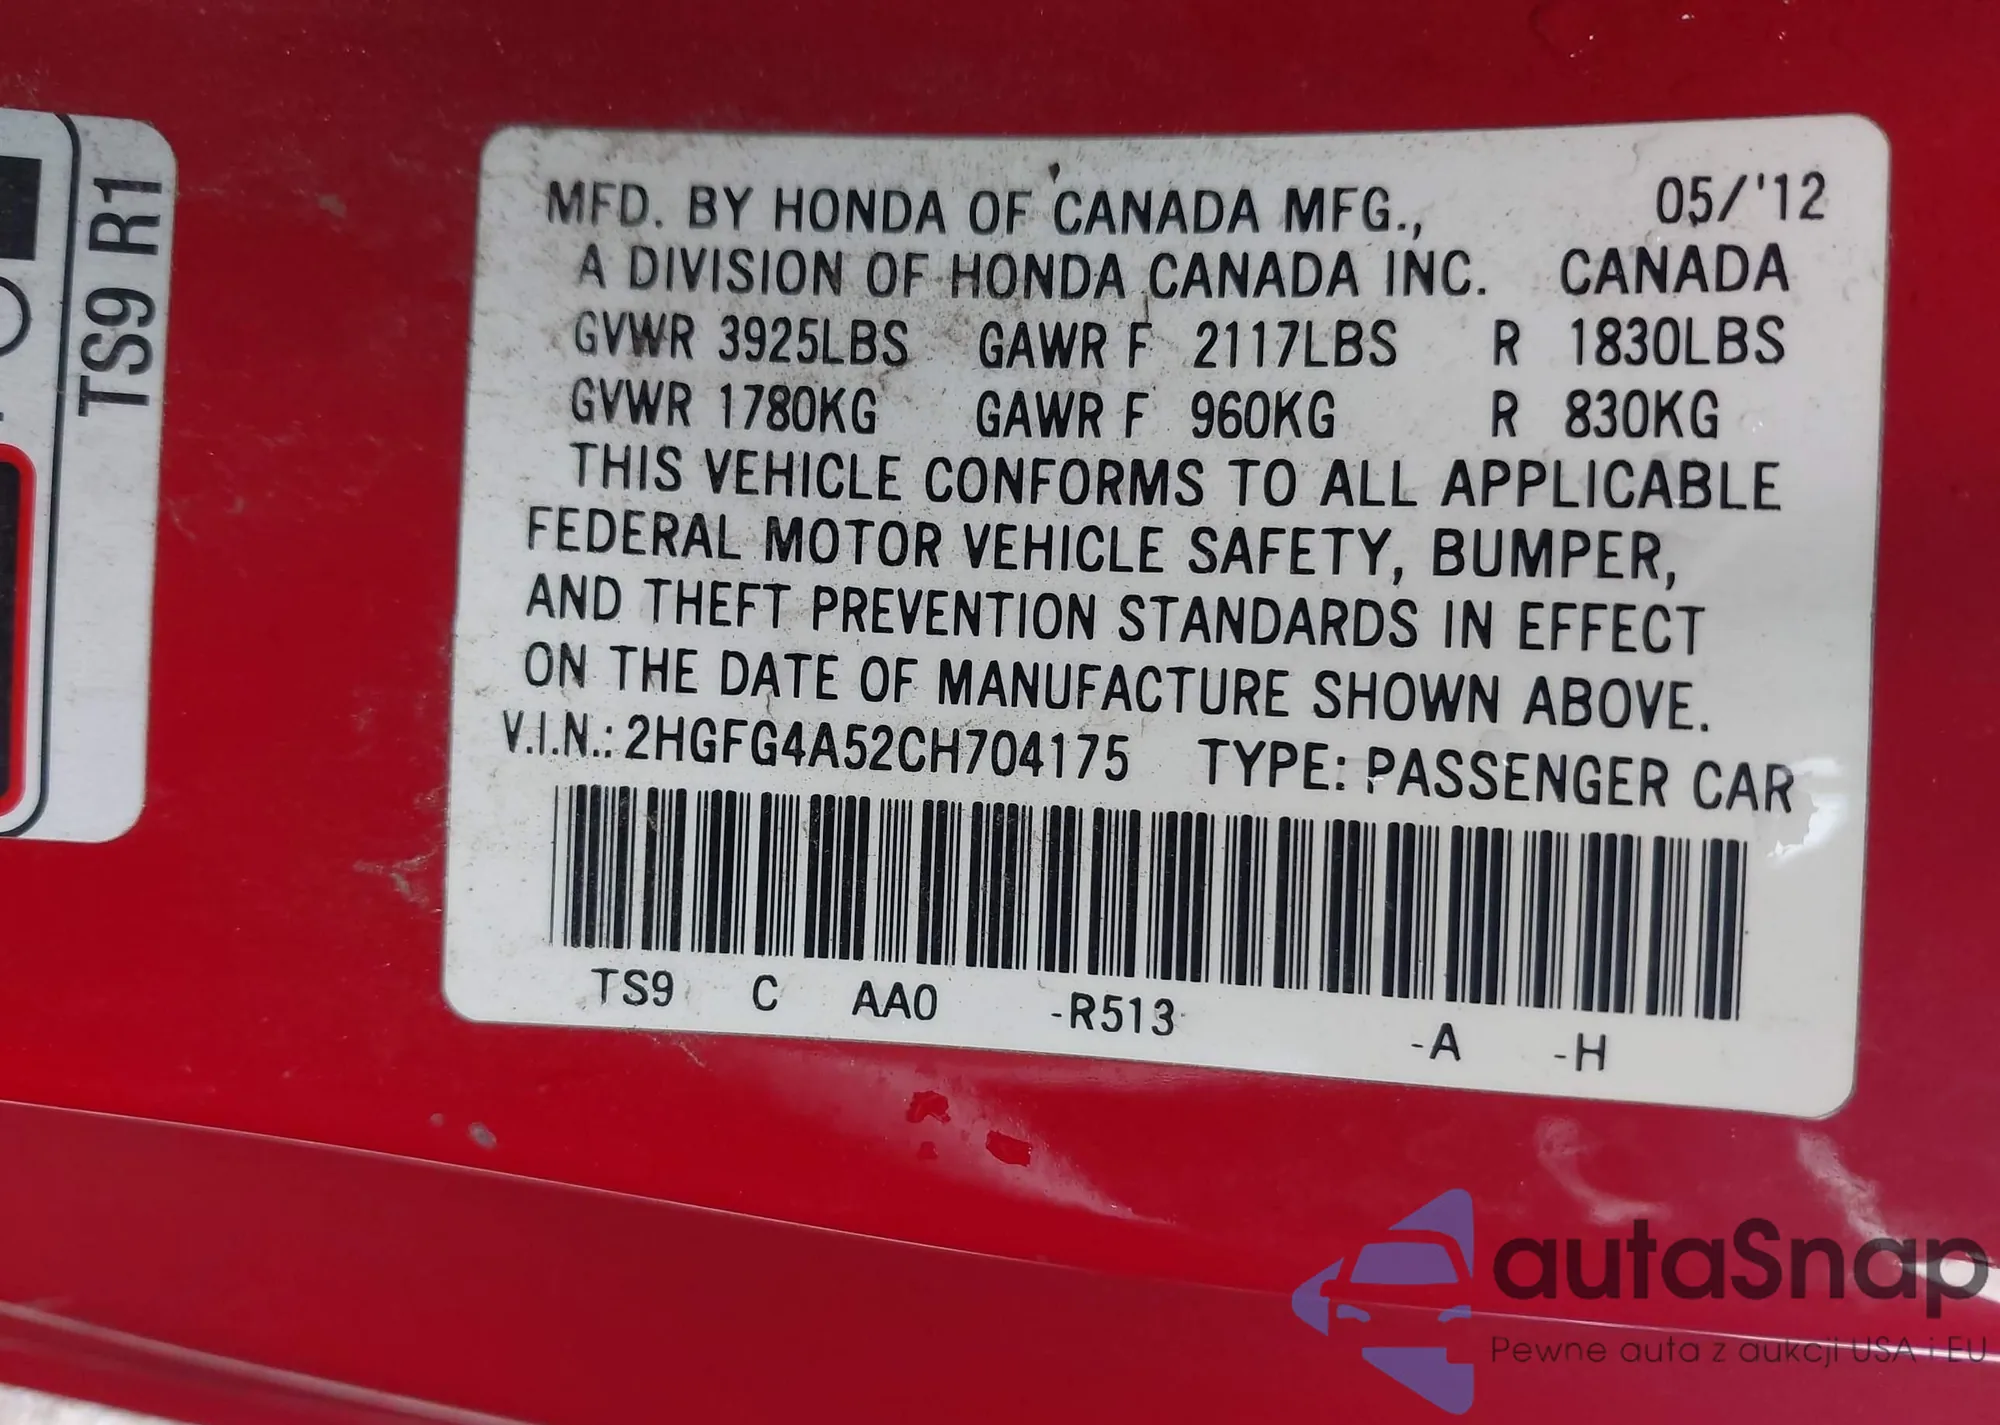 TS9 R1
MFD. BY HONDA OF CANADA MFG., 05/'12
A DIVISION OF HONDA CANADA INC. CANADA
GVWR 3925LBS GAWR F 2117LBS R 1830LBS
GVWR 1780KG GAWR F 960KG R 830KG
THIS VEHICLE CONFORMS TO ALL APPLICABLE
FEDERAL MOTOR VEHICLE SAFETY, BUMPER,
AND THEFT PREVENTION STANDARDS IN EFFECT
ON THE DATE OF MANUFACTURE SHOWN ABOVE.
V.I.N.: 2HGFG4A52CH704175 TYPE: PASSENGER CAR
TS9 C AA0 -R513 -A -H
autaSnap
Pewne auta z aukcji USA i EU